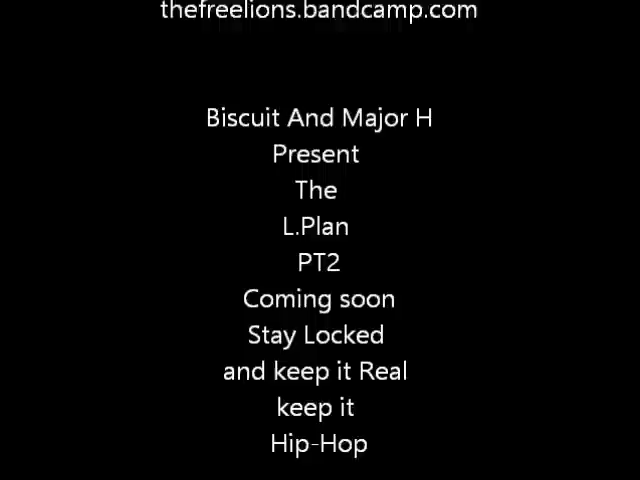 thefreelions.bandcamp.com
Biscuit And Major H
Present
The
L.Plan
PT2
Coming soon
Stay Locked
and keep it Real
keep it
Hip-Hop